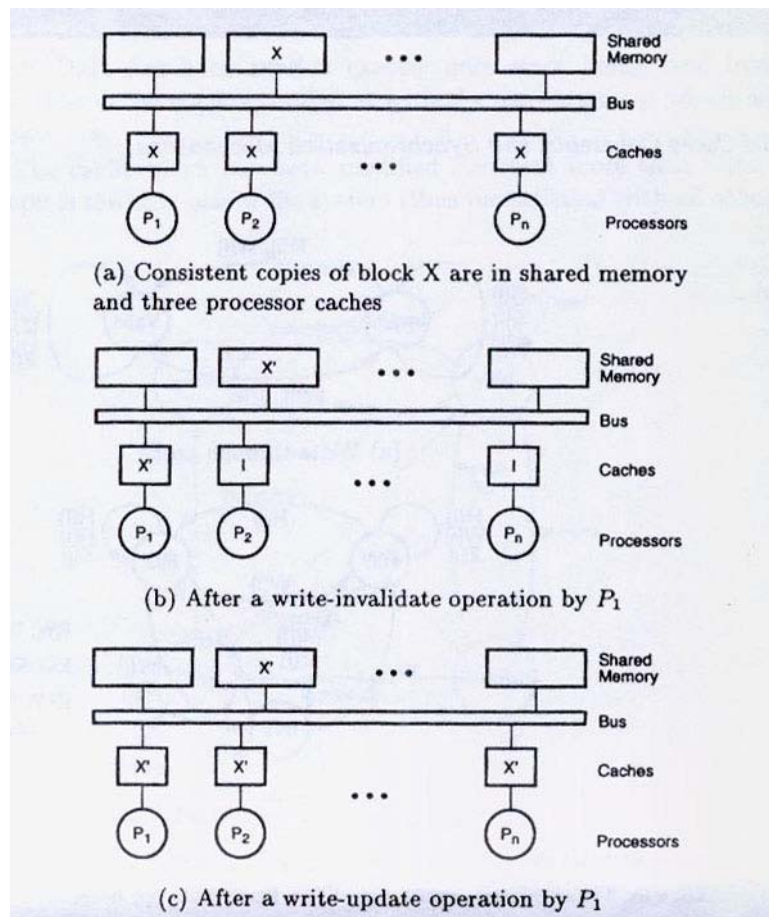 X
Shared
Memory
Bus
X X X
Caches
P1 P2 Pn
Processors
(a) Consistent copies of block X are in shared memory
and three processor caches
X'
Shared
Memory
Bus
X' I I
Caches
P1 P2 Pn
Processors
(b) After a write-invalidate operation by P1
X'
Shared
Memory
Bus
X' X' X'
Caches
P1 P2 Pn
Processors
(c) After a write-update operation by P1